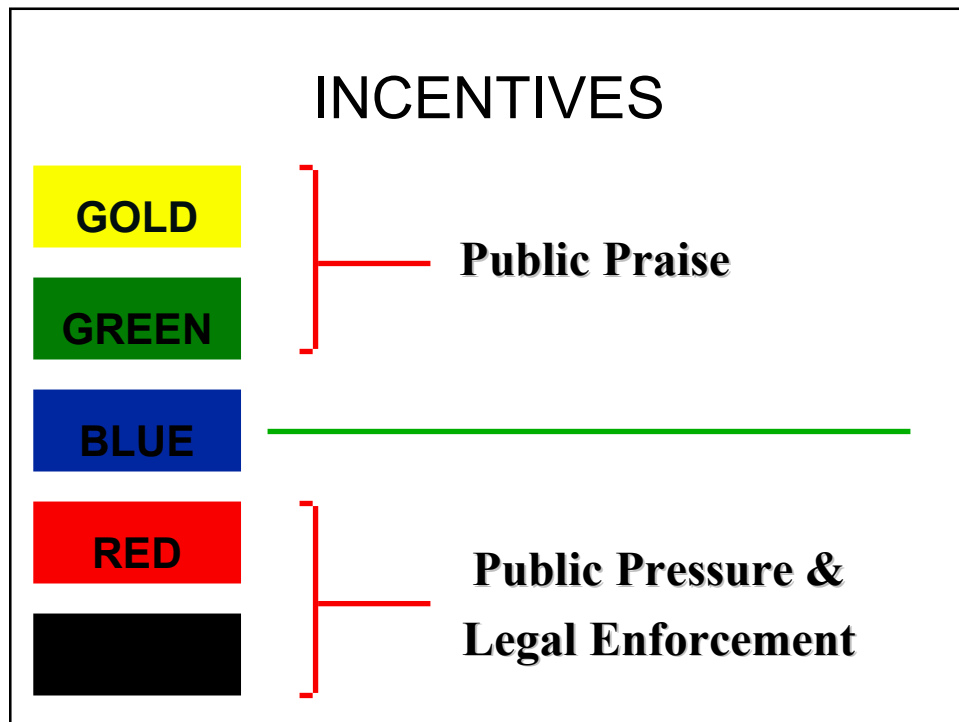 INCENTIVES
GOLD
GREEN
Public Praise
BLUE
RED
Public Pressure &
Legal Enforcement